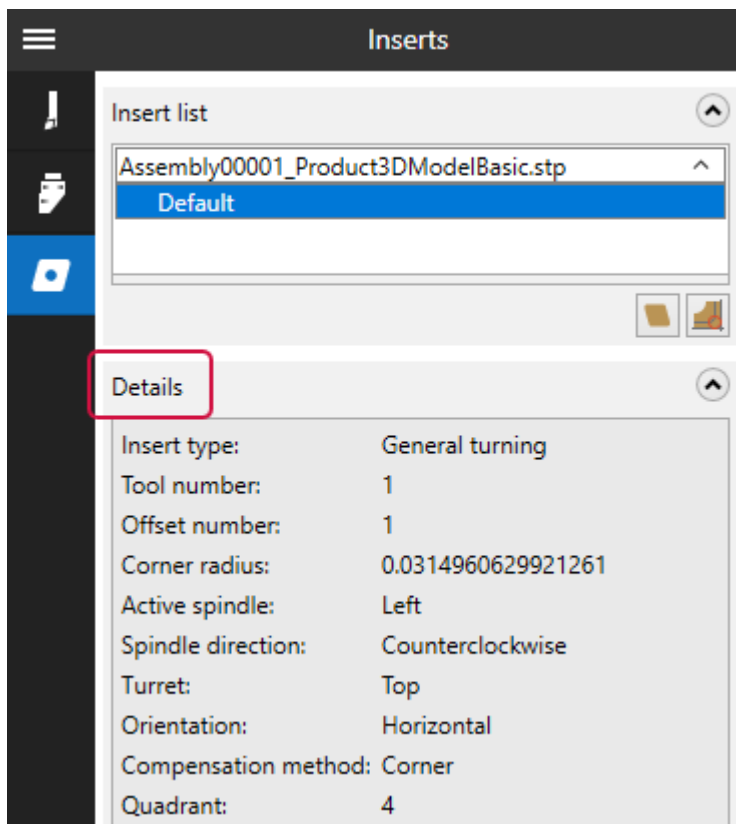 Inserts
Insert list
Assembly00001_Product3DModelBasic.stp
Default
Details
Insert type: General turning
Tool number: 1
Offset number: 1
Corner radius: 0.0314960629921261
Active spindle: Left
Spindle direction: Counterclockwise
Turret: Top
Orientation: Horizontal
Compensation method: Corner
Quadrant: 4